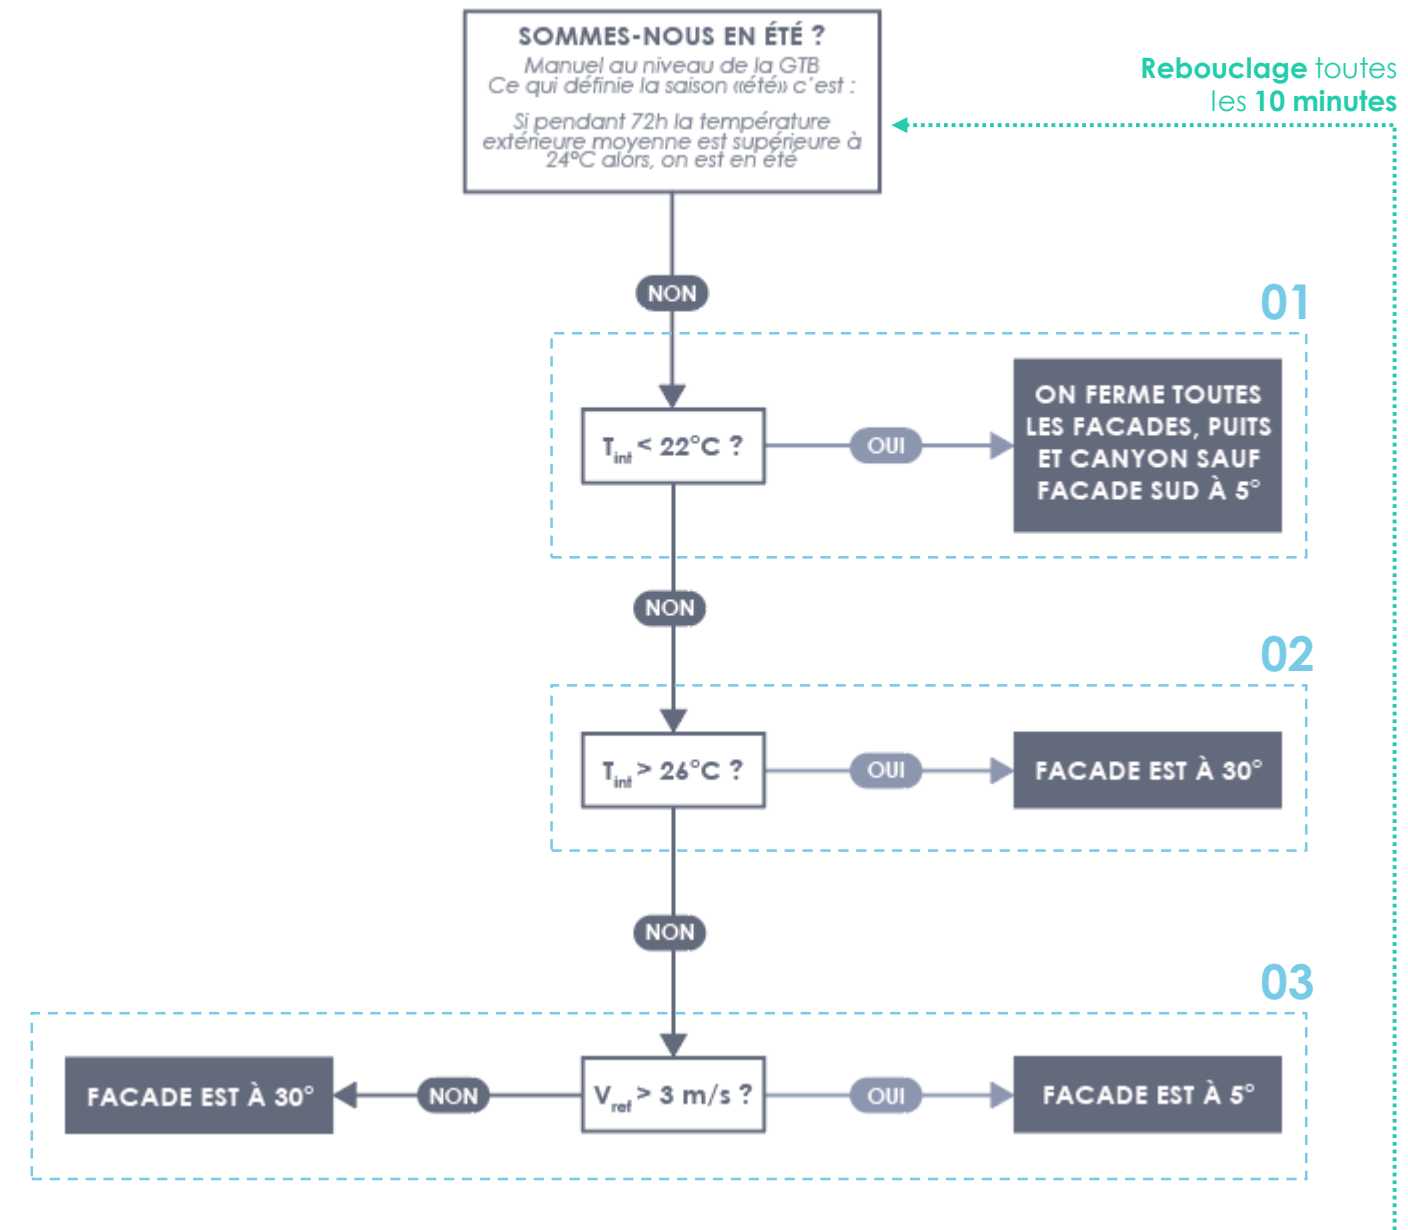 SOMMES-NOUS EN ÉTÉ ?
Manuel au niveau de la GTB
Ce qui définie la saison «été» c'est :
Si pendant 72h la température
extérieure moyenne est supérieure à
24°C alors, on est en été
Rebouclage toutes
les 10 minutes
NON
01
T_int < 22°C ?
OUI
ON FERME TOUTES
LES FACADES, PUITS
ET CANYON SAUF
FACADE SUD À 5°
NON
02
T_int > 26°C ?
OUI
FACADE EST À 30°
NON
03
FACADE EST À 30°
NON
V_ref > 3 m/s ?
OUI
FACADE EST À 5°